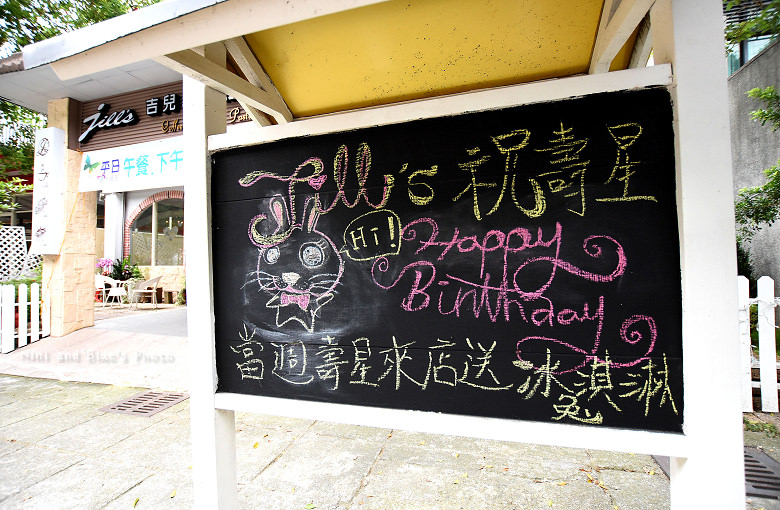 jill's 吉兒
平日午餐、下午
Jill's 祝壽星
Hi!
Happy
Birthday
當週壽星來店送冰淇淋
兔
NINI and Blue's Photo